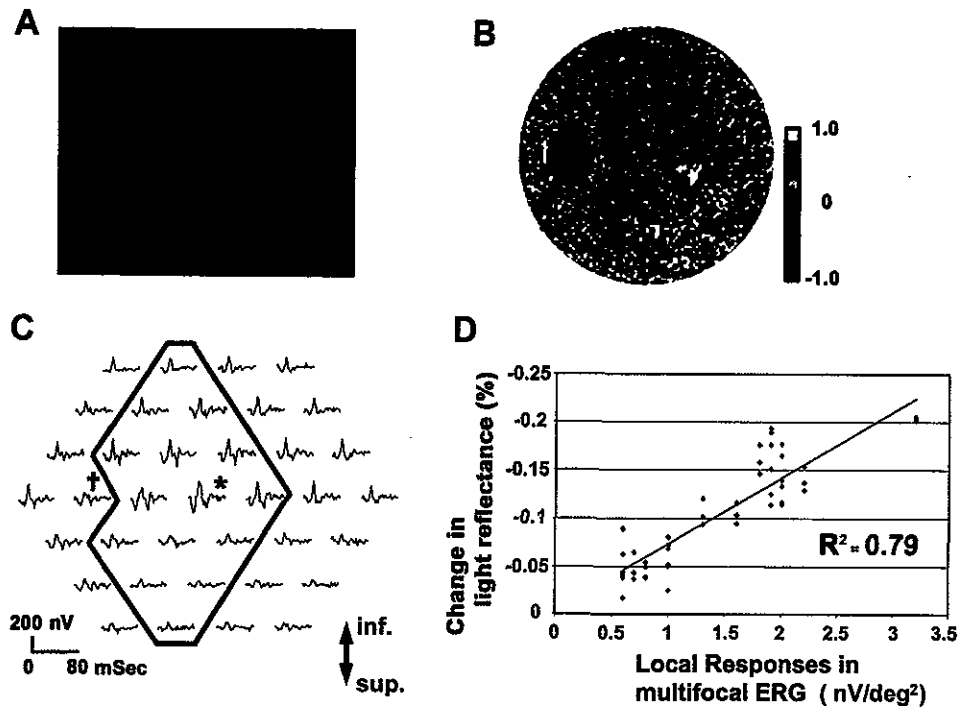 A
B
1.0
0
-1.0
C
†
*
200 nV
0 80 mSec
inf.
sup.
D
Change in
light reflectance (%)
-0.25
-0.2
-0.15
-0.1
-0.05
0
R² = 0.79
0 0.5 1 1.5 2 2.5 3 3.5
Local Responses in
multifocal ERG ( nV/deg²)